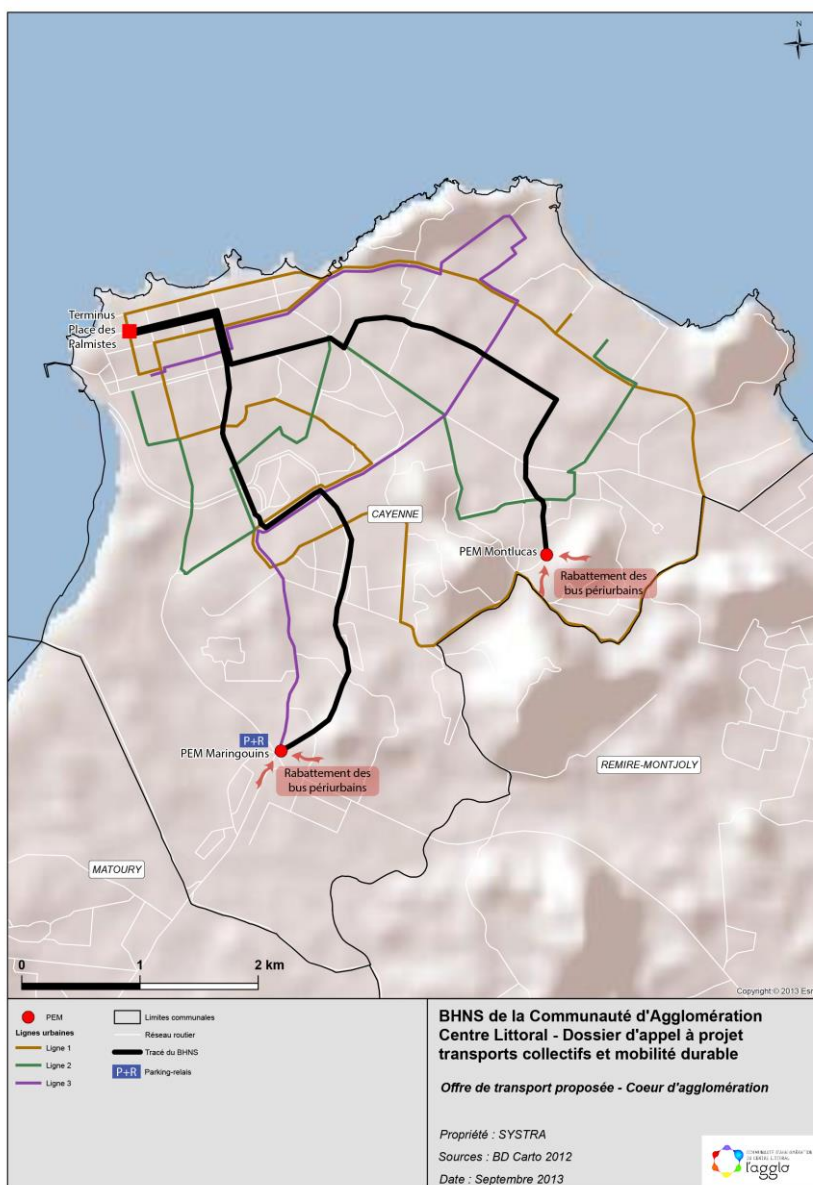 N
Terminus
Place des
Palmistes
CAYENNE
PEM Montlucas
Rabattement des
bus périurbains
P+R
PEM Maringouins
Rabattement des
bus périurbains
REMIRE-MONTJOLY
MATOURY
0 1 2 km
Copyright © 2013 Esr
PEM
Lignes urbaines
Ligne 1
Ligne 2
Ligne 3
Limites communales
Réseau routier
Tracé du BHNS
P+R Parking-relais
BHNS de la Communauté d'Agglomération
Centre Littoral - Dossier d'appel à projet
transports collectifs et mobilité durable
Offre de transport proposée - Coeur d'agglomération
Propriété : SYSTRA
Sources : BD Carto 2012
Date : Septembre 2013
l'agglo